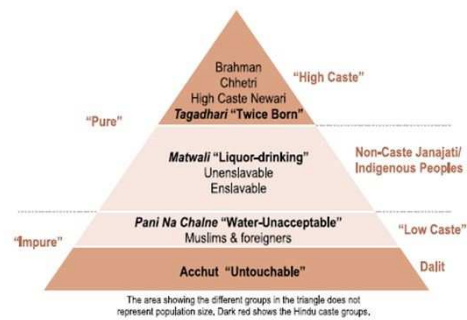 Brahman
Chhetri
High Caste Newari
Tagadhari “Twice Born”
“High Caste”
“Pure”
Matwali “Liquor-drinking”
Unenslavable
Enslavable
Non-Caste Janajati/
Indigenous Peoples
Pani Na Chalne “Water-Unacceptable”
Muslims & foreigners
“Low Caste”
“Impure”
Acchut “Untouchable”
Dalit
The area showing the different groups in the triangle does not
represent population size. Dark red shows the Hindu caste groups.